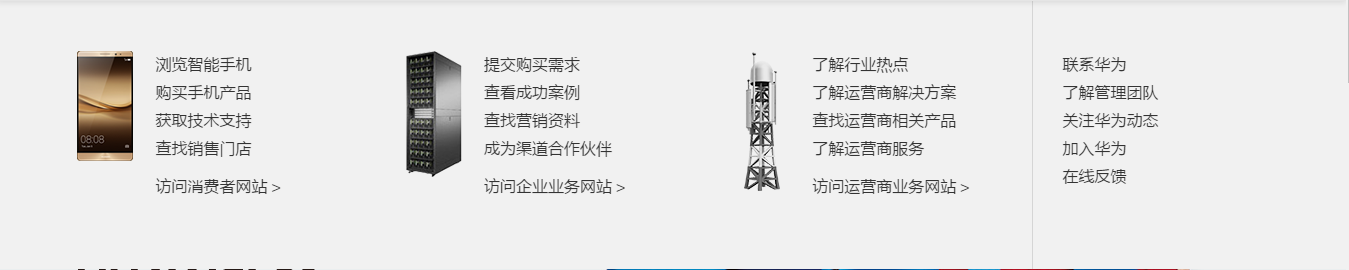 浏览智能手机
购买手机产品
获取技术支持
查找销售门店
访问消费者网站 >
提交购买需求
查看成功案例
查找营销资料
成为渠道合作伙伴
访问企业业务网站 >
了解行业热点
了解运营商解决方案
查找运营商相关产品
了解运营商服务
访问运营商业务网站 >
联系华为
了解管理团队
关注华为动态
加入华为
在线反馈
08:08